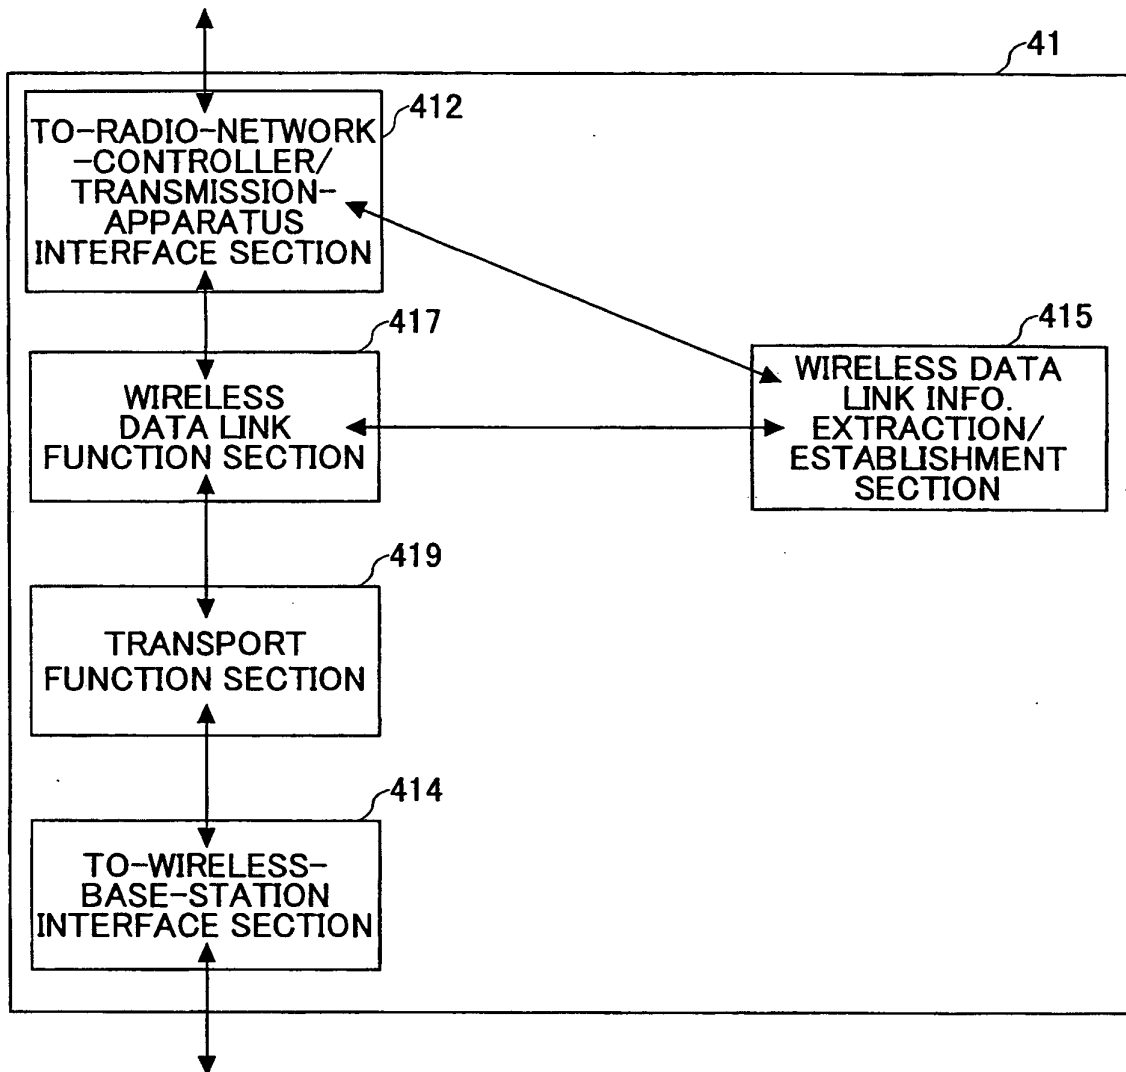 41
412
TO-RADIO-NETWORK
-CONTROLLER/
TRANSMISSION-
APPARATUS
INTERFACE SECTION
417
WIRELESS
DATA LINK
FUNCTION SECTION
415
WIRELESS DATA
LINK INFO.
EXTRACTION/
ESTABLISHMENT
SECTION
419
TRANSPORT
FUNCTION SECTION
414
TO-WIRELESS-
BASE-STATION
INTERFACE SECTION